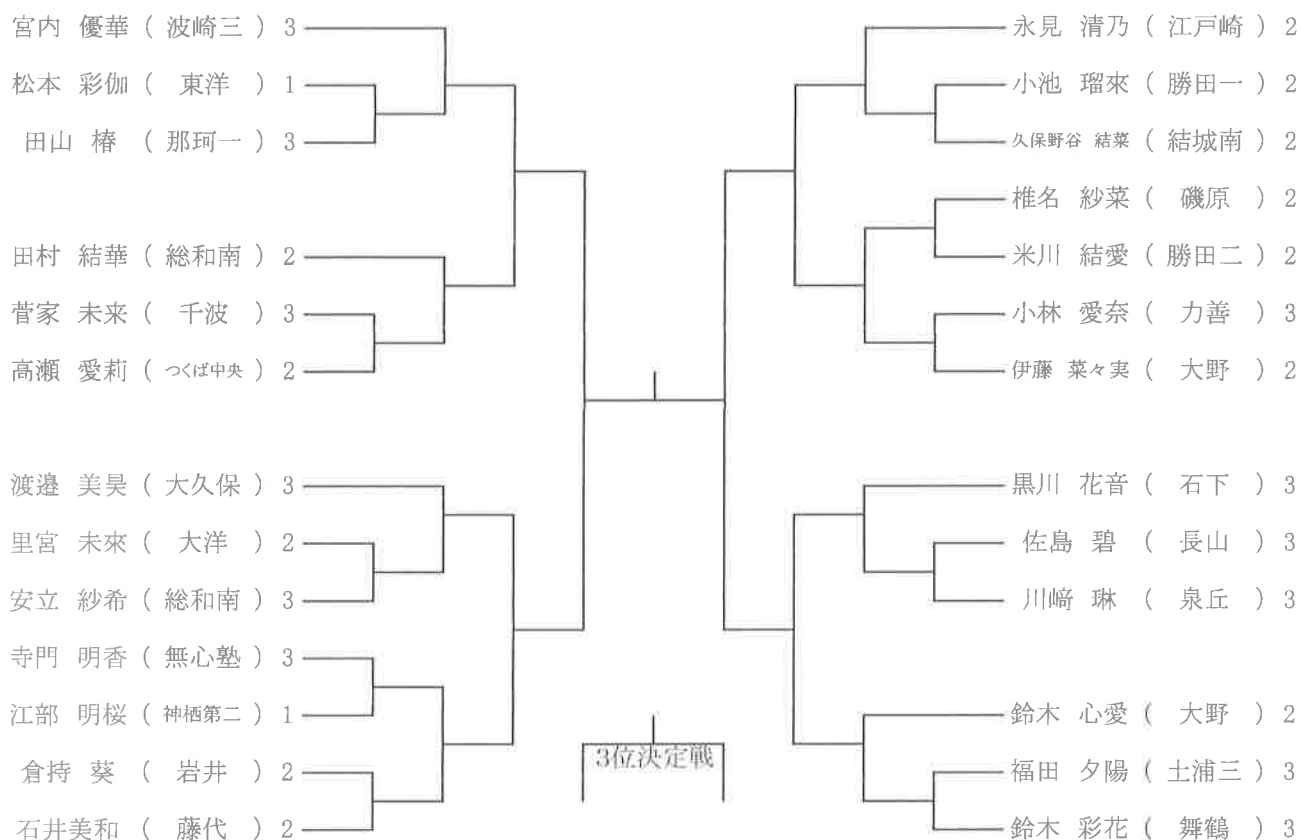 宮内 優華 ( 波崎三 ) 3
松本 彩伽 ( 東洋 ) 1
田山 椿 ( 那珂一 ) 3
田村 結華 ( 総和南 ) 2
菅家 未来 ( 千波 ) 3
高瀬 愛莉 ( つくば中央 ) 2
渡邉 美昊 ( 大久保 ) 3
里宮 未來 ( 大洋 ) 2
安立 紗希 ( 総和南 ) 3
寺門 明香 ( 無心塾 ) 3
江部 明桜 ( 神栖第二 ) 1
倉持 葵 ( 岩井 ) 2
石井美和 ( 藤代 ) 2
3位決定戦
永見 清乃 ( 江戸崎 ) 2
小池 瑠來 ( 勝田一 ) 2
久保野谷 結菜 ( 結城南 ) 2
椎名 紗菜 ( 磯原 ) 2
米川 結愛 ( 勝田二 ) 2
小林 愛奈 ( 力善 ) 3
伊藤 菜々実 ( 大野 ) 2
黒川 花音 ( 石下 ) 3
佐島 碧 ( 長山 ) 3
川﨑 琳 ( 泉丘 ) 3
鈴木 心愛 ( 大野 ) 2
福田 夕陽 ( 土浦三 ) 3
鈴木 彩花 ( 舞鶴 ) 3